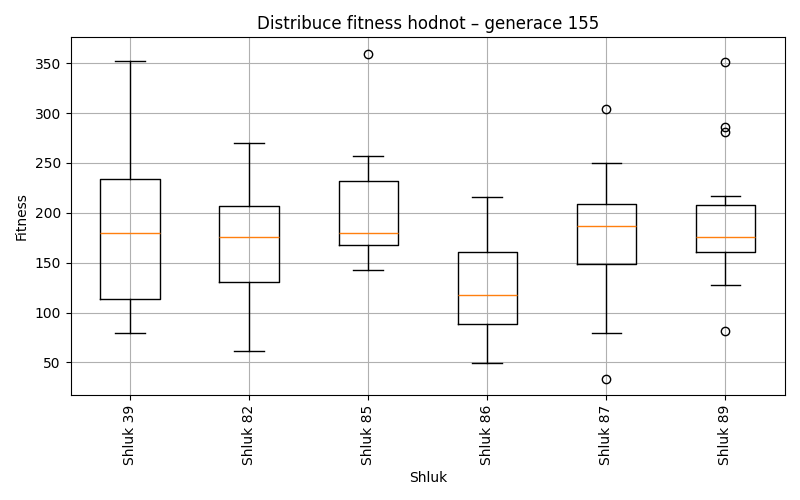 Distribuce fitness hodnot – generace 155
Fitness
350
300
250
200
150
100
50
Shluk 39
Shluk 82
Shluk 85
Shluk 86
Shluk 87
Shluk 89
Shluk